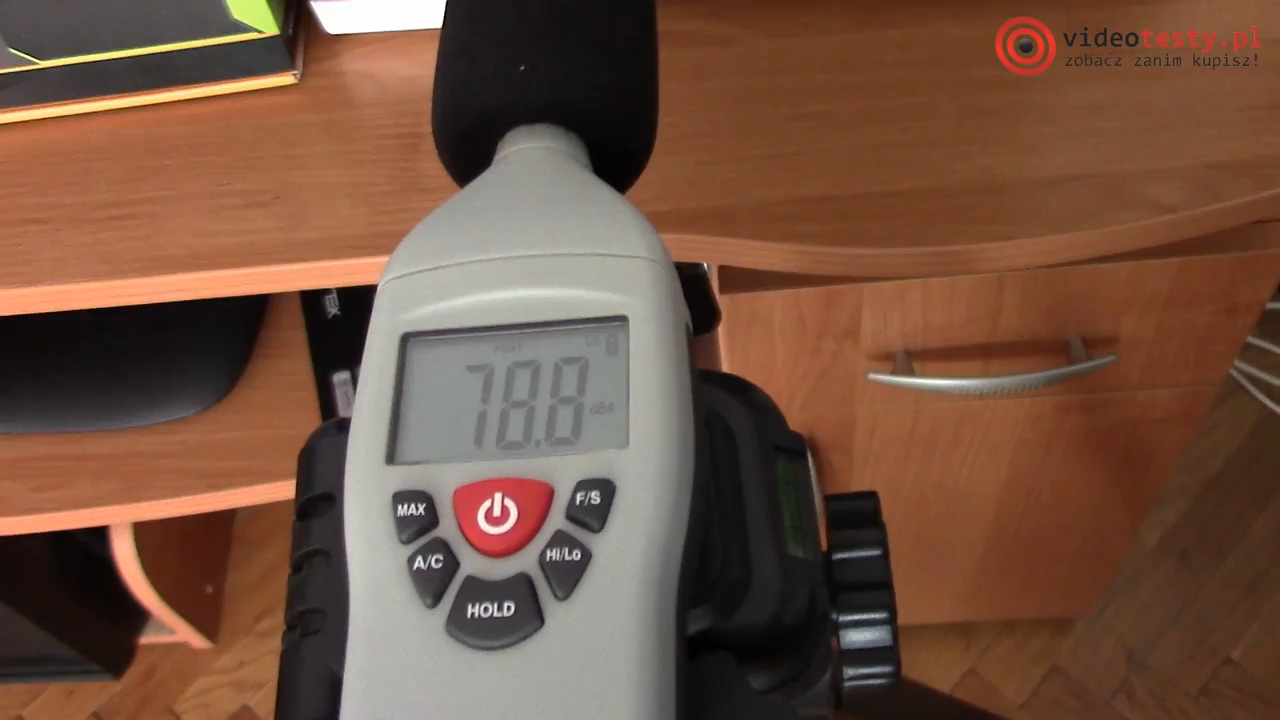 videotesty.pl
zobacz zanim kupisz!
FAST
78.8
dBA
MAX
F/S
A/C
Hi/Lo
HOLD